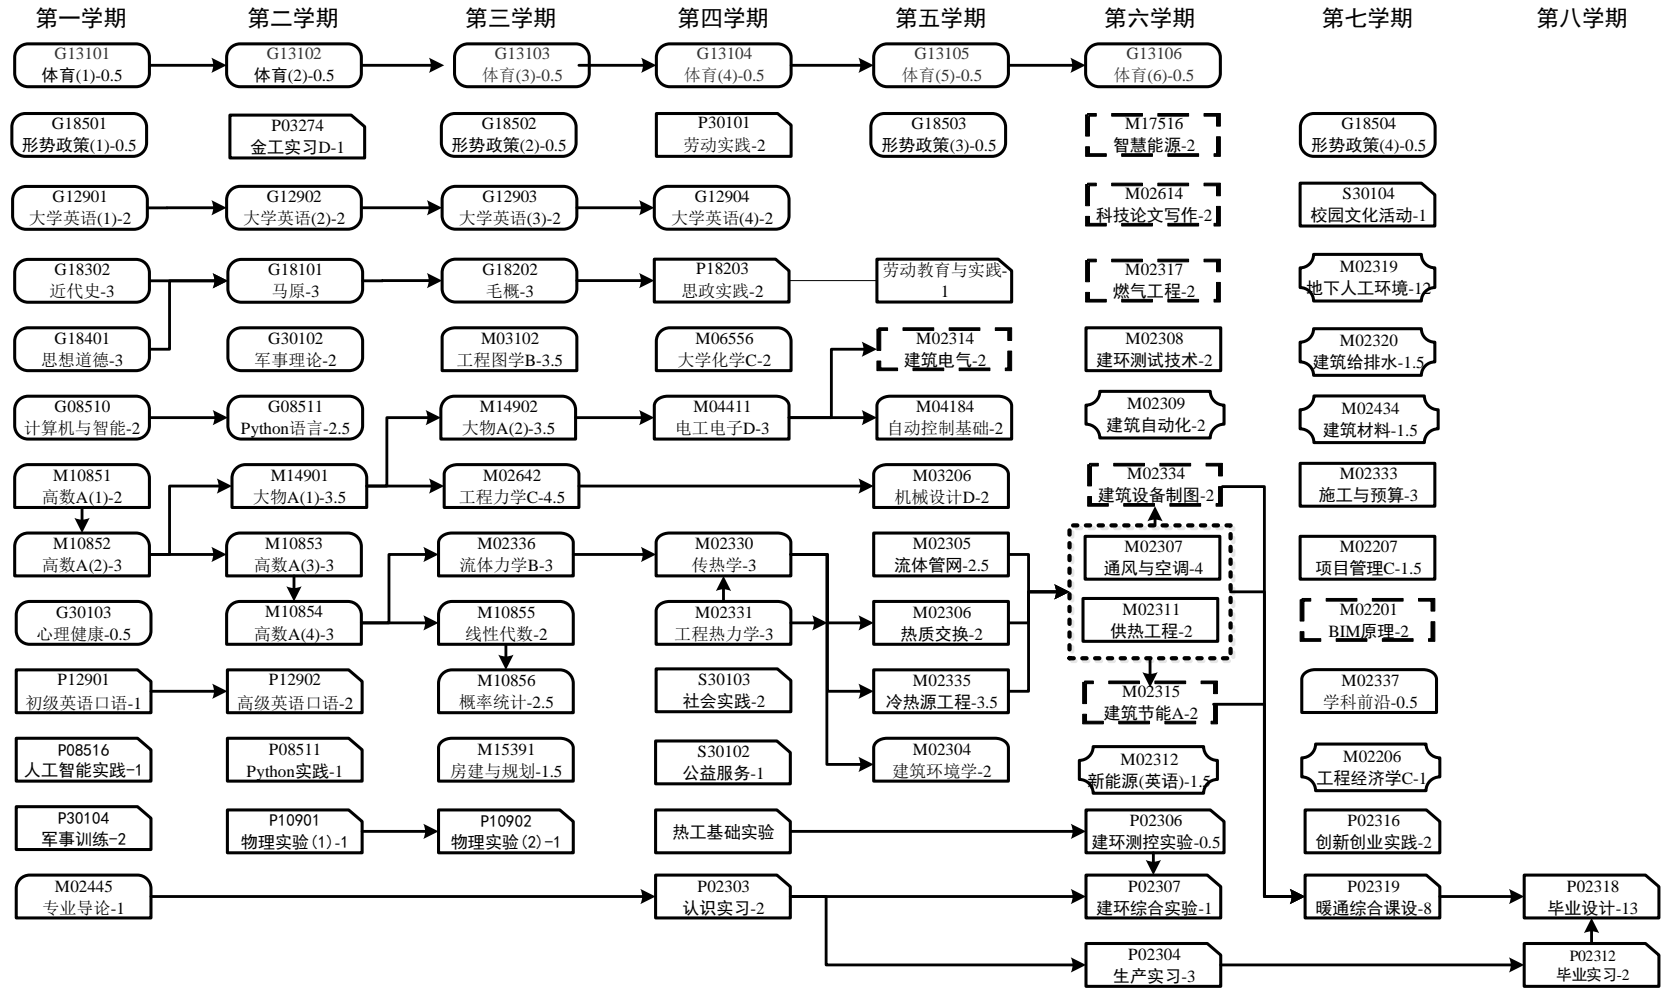 第一学期
第二学期
第三学期
第四学期
第五学期
第六学期
第七学期
第八学期
G13101
体育(1)-0.5
G13102
体育(2)-0.5
G13103
体育(3)-0.5
G13104
体育(4)-0.5
G13105
体育(5)-0.5
G13106
体育(6)-0.5
G18501
形势政策(1)-0.5
P03274
金工实习D-1
G18502
形势政策(2)-0.5
P30101
劳动实践-2
G18503
形势政策(3)-0.5
M17516
智慧能源-2
G18504
形势政策(4)-0.5
G12901
大学英语(1)-2
G12902
大学英语(2)-2
G12903
大学英语(3)-2
G12904
大学英语(4)-2
M02614
科技论文写作-2
S30104
校园文化活动-1
G18302
近代史-3
G18101
马原-3
G18202
毛概-3
P18203
思政实践-2
劳动教育与实践-
1
M02317
燃气工程-2
M02319
地下人工环境-12
G18401
思想道德-3
G30102
军事理论-2
M03102
工程图学B-3.5
M06556
大学化学C-2
M02314
建筑电气-2
M02308
建环测试技术-2
M02320
建筑给排水-1.5
G08510
计算机与智能-2
G08511
Python语言-2.5
M14902
大物A(2)-3.5
M04411
电工电子D-3
M04184
自动控制基础-2
M02309
建筑自动化-2
M02434
建筑材料-1.5
M10851
高数A(1)-2
M14901
大物A(1)-3.5
M02642
工程力学C-4.5
M03206
机械设计D-2
M02334
建筑设备制图-2
M02333
施工与预算-3
M10852
高数A(2)-3
M10853
高数A(3)-3
M02336
流体力学B-3
M02330
传热学-3
M02305
流体管网-2.5
M02307
通风与空调-4
M02207
项目管理C-1.5
G30103
心理健康-0.5
M10854
高数A(4)-3
M10855
线性代数-2
M02331
工程热力学-3
M02306
热质交换-2
M02311
供热工程-2
M02201
BIM原理-2
P12901
初级英语口语-1
P12902
高级英语口语-2
M10856
概率统计-2.5
S30103
社会实践-2
M02335
冷热源工程-3.5
M02315
建筑节能A-2
M02337
学科前沿-0.5
P08516
人工智能实践-1
P08511
Python实践-1
M15391
房建与规划-1.5
S30102
公益服务-1
M02304
建筑环境学-2
M02312
新能源(英语)-1.5
M02206
工程经济学C-1
P30104
军事训练-2
P10901
物理实验(1)-1
P10902
物理实验(2)-1
热工基础实验
P02306
建环测控实验-0.5
P02316
创新创业实践-2
M02445
专业导论-1
P02303
认识实习-2
P02307
建环综合实验-1
P02319
暖通综合课设-8
P02318
毕业设计-13
P02304
生产实习-3
P02312
毕业实习-2